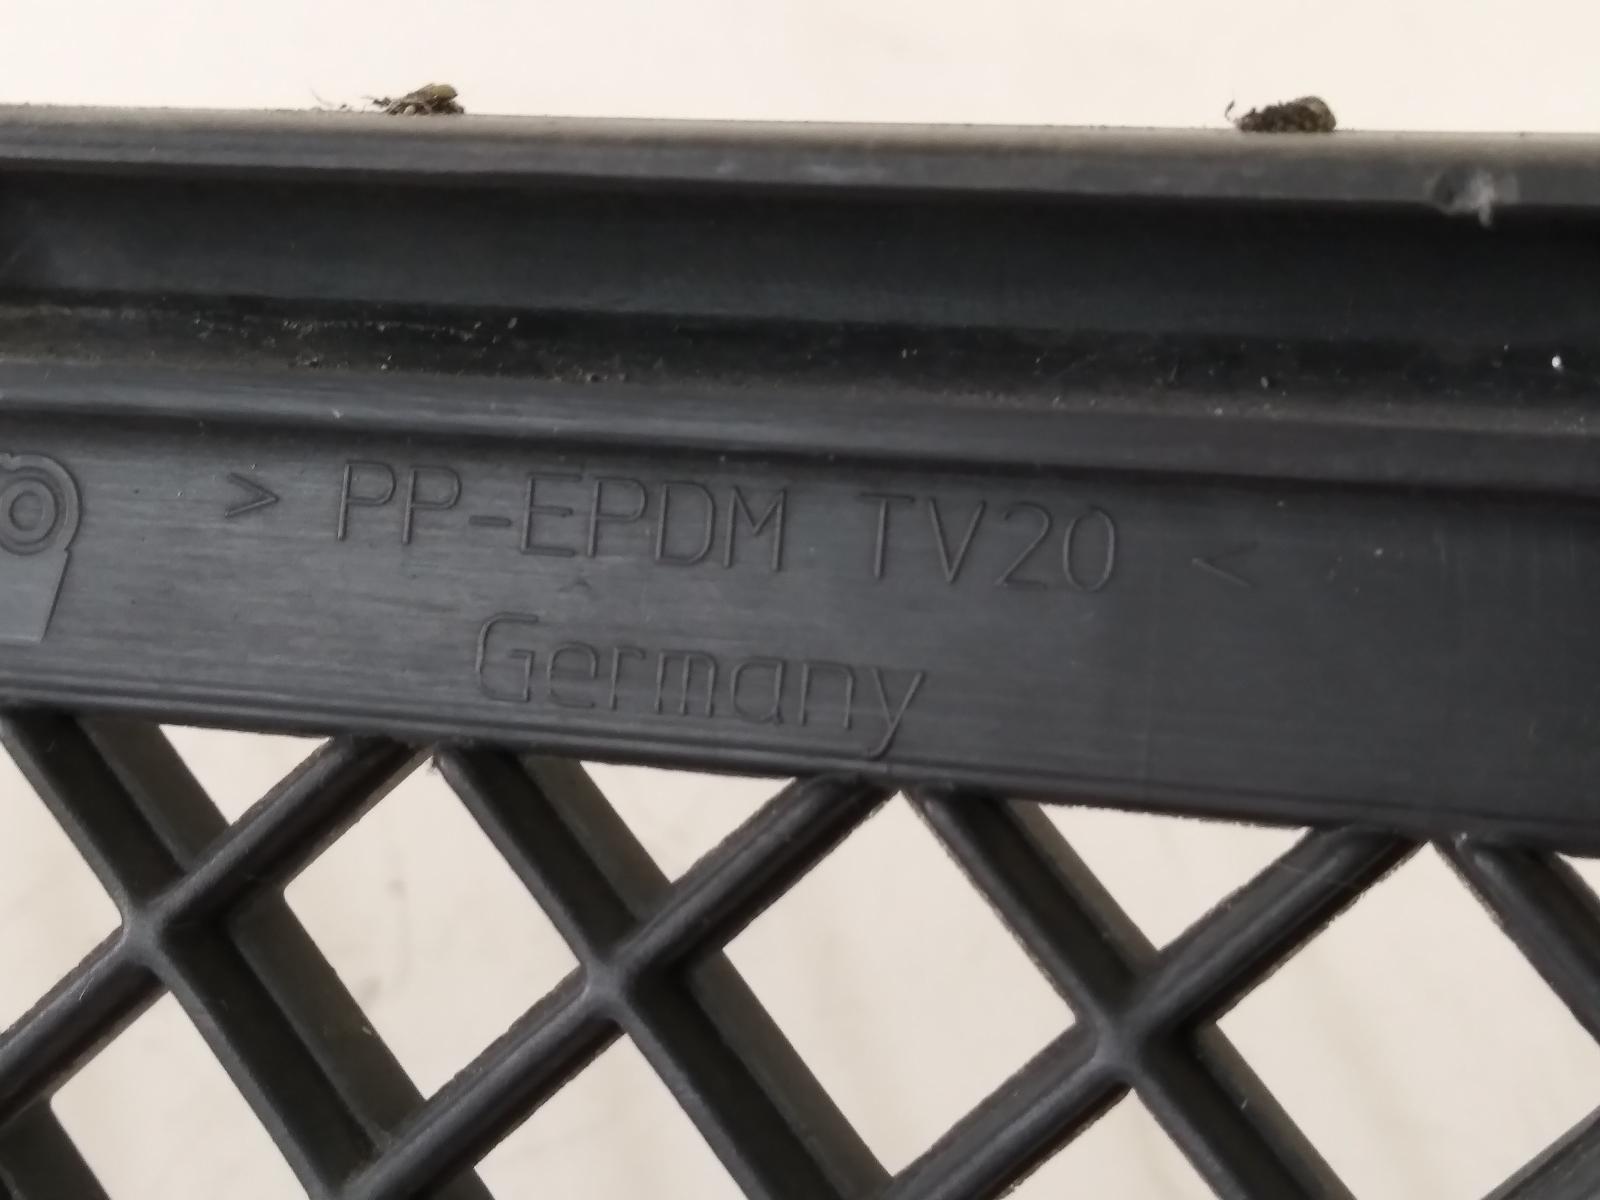 > PP-EPDM TV20 <
Germany